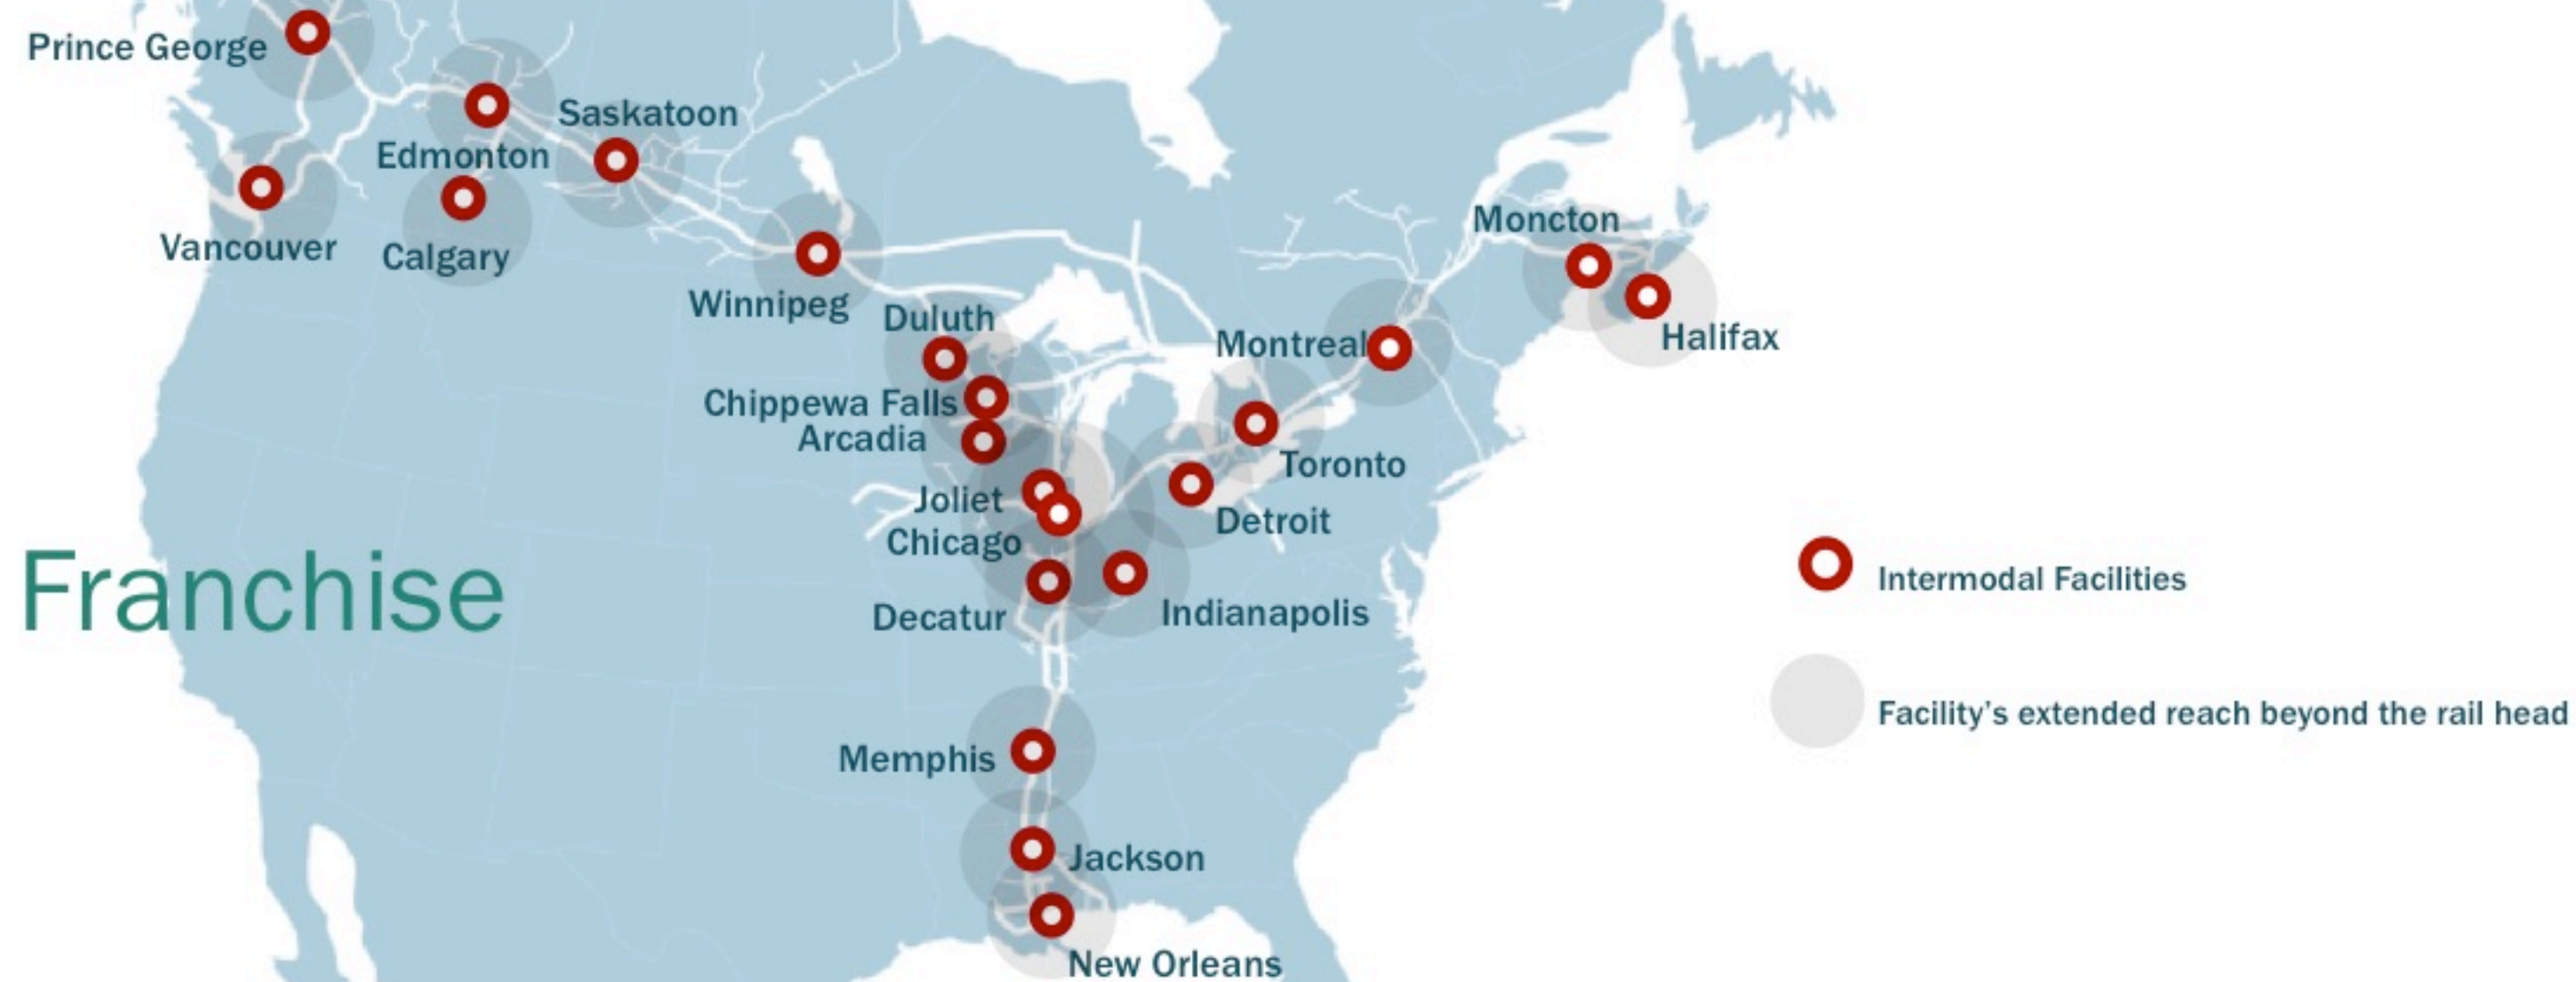 Prince George
Saskatoon
Edmonton
Moncton
Vancouver
Calgary
Winnipeg
Duluth
Halifax
Montreal
Chippewa Falls
Arcadia
Toronto
Joliet
Detroit
Chicago
Franchise
Intermodal Facilities
Decatur
Indianapolis
Facility's extended reach beyond the rail head
Memphis
Jackson
New Orleans